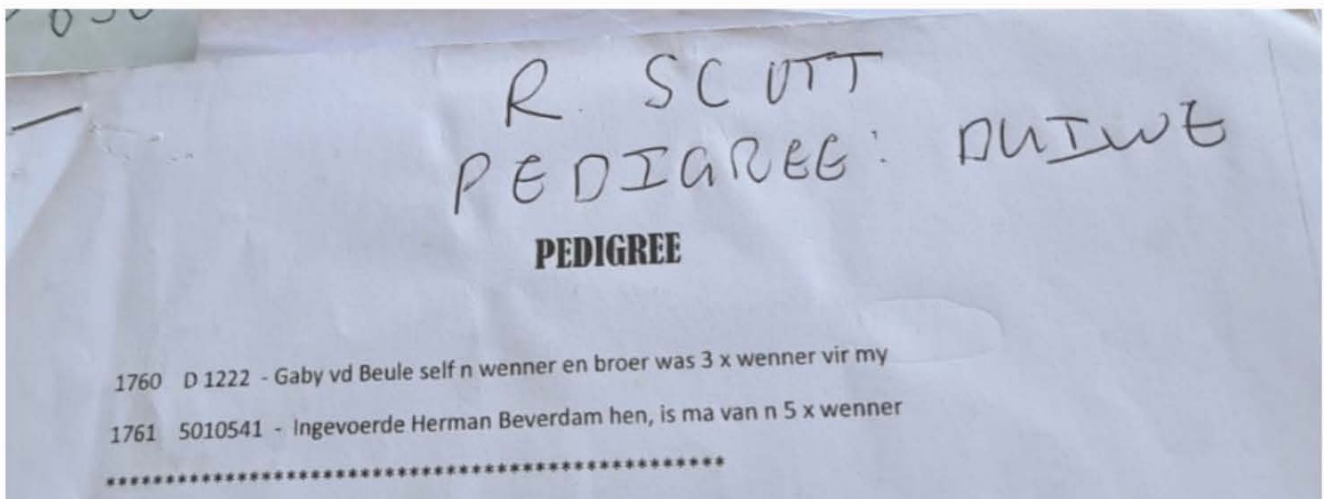 R. SCOTT
PEDIGREE: DUIWE
PEDIGREE
1760 D 1222 - Gaby vd Beule self n wenner en broer was 3 x wenner vir my
1761 5010541 - Ingevoerde Herman Beverdam hen, is ma van n 5 x wenner
****************************************************